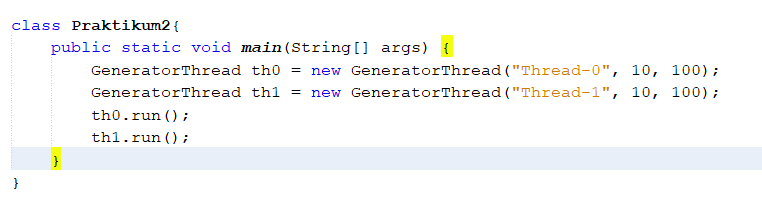 class Praktikum2{
public static void main(String[] args) {
GeneratorThread th0 = new GeneratorThread("Thread-0", 10, 100);
GeneratorThread th1 = new GeneratorThread("Thread-1", 10, 100);
th0.run();
th1.run();
}
}